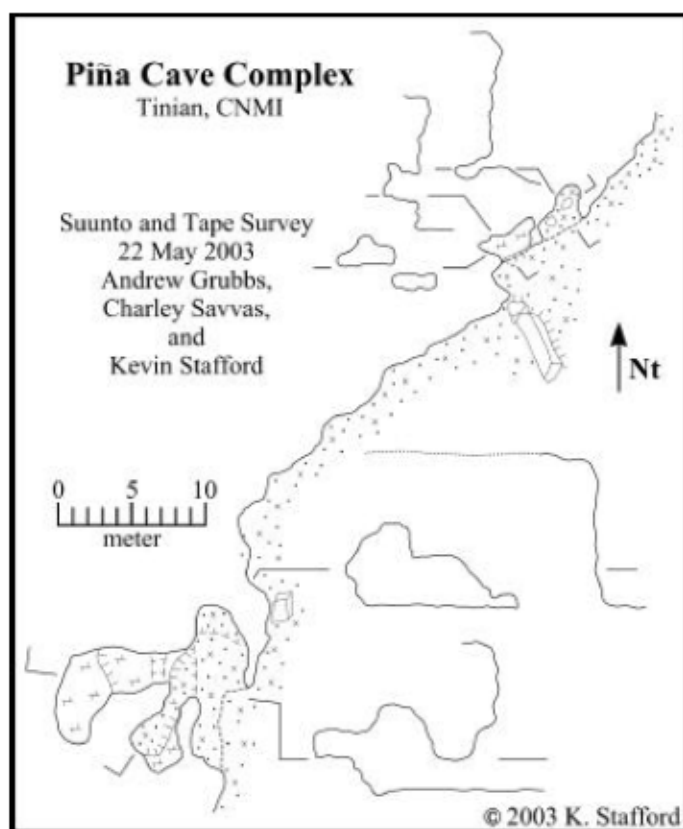 Piña Cave Complex
Tinian, CNMI
Suunto and Tape Survey
22 May 2003
Andrew Grubbs,
Charley Savvas,
and
Kevin Stafford
Nt
0 5 10
meter
© 2003 K. Stafford